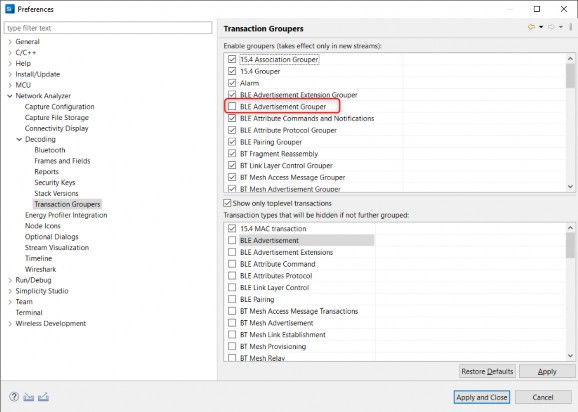 Si Preferences
type filter text
General
C/C++
Help
Install/Update
MCU
Network Analyzer
Capture Configuration
Capture File Storage
Connectivity Display
Decoding
Bluetooth
Frames and Fields
Reports
Security Keys
Stack Versions
Transaction Groupers
Energy Profiler Integration
Node Icons
Optional Dialogs
Stream Visualization
Timeline
Wireshark
Run/Debug
Simplicity Studio
Team
Terminal
Wireless Development
Transaction Groupers
Enable groupers (takes effect only in new streams):
15.4 Association Grouper
15.4 Grouper
Alarm
BLE Advertisement Extension Grouper
BLE Advertisement Grouper
BLE Attribute Commands and Notifications
BLE Attribute Protocol Grouper
BLE Pairing Grouper
BT Fragment Reassembly
BT Link Layer Control Grouper
BT Mesh Access Message Grouper
BT Mesh Advertisement Grouper
Show only toplevel transactions
Transaction types that will be hidden if not further grouped:
15.4 MAC transaction
BLE Advertisement
BLE Advertisement Extensions
BLE Attribute Command
BLE Attributes Protocol
BLE Link Layer Control
BLE Pairing
BT Mesh Access Message Transactions
BT Mesh Advertisement
BT Mesh Link Establishment
BT Mesh Provisioning
BT Mesh Relay
Restore Defaults
Apply
?
Apply and Close
Cancel